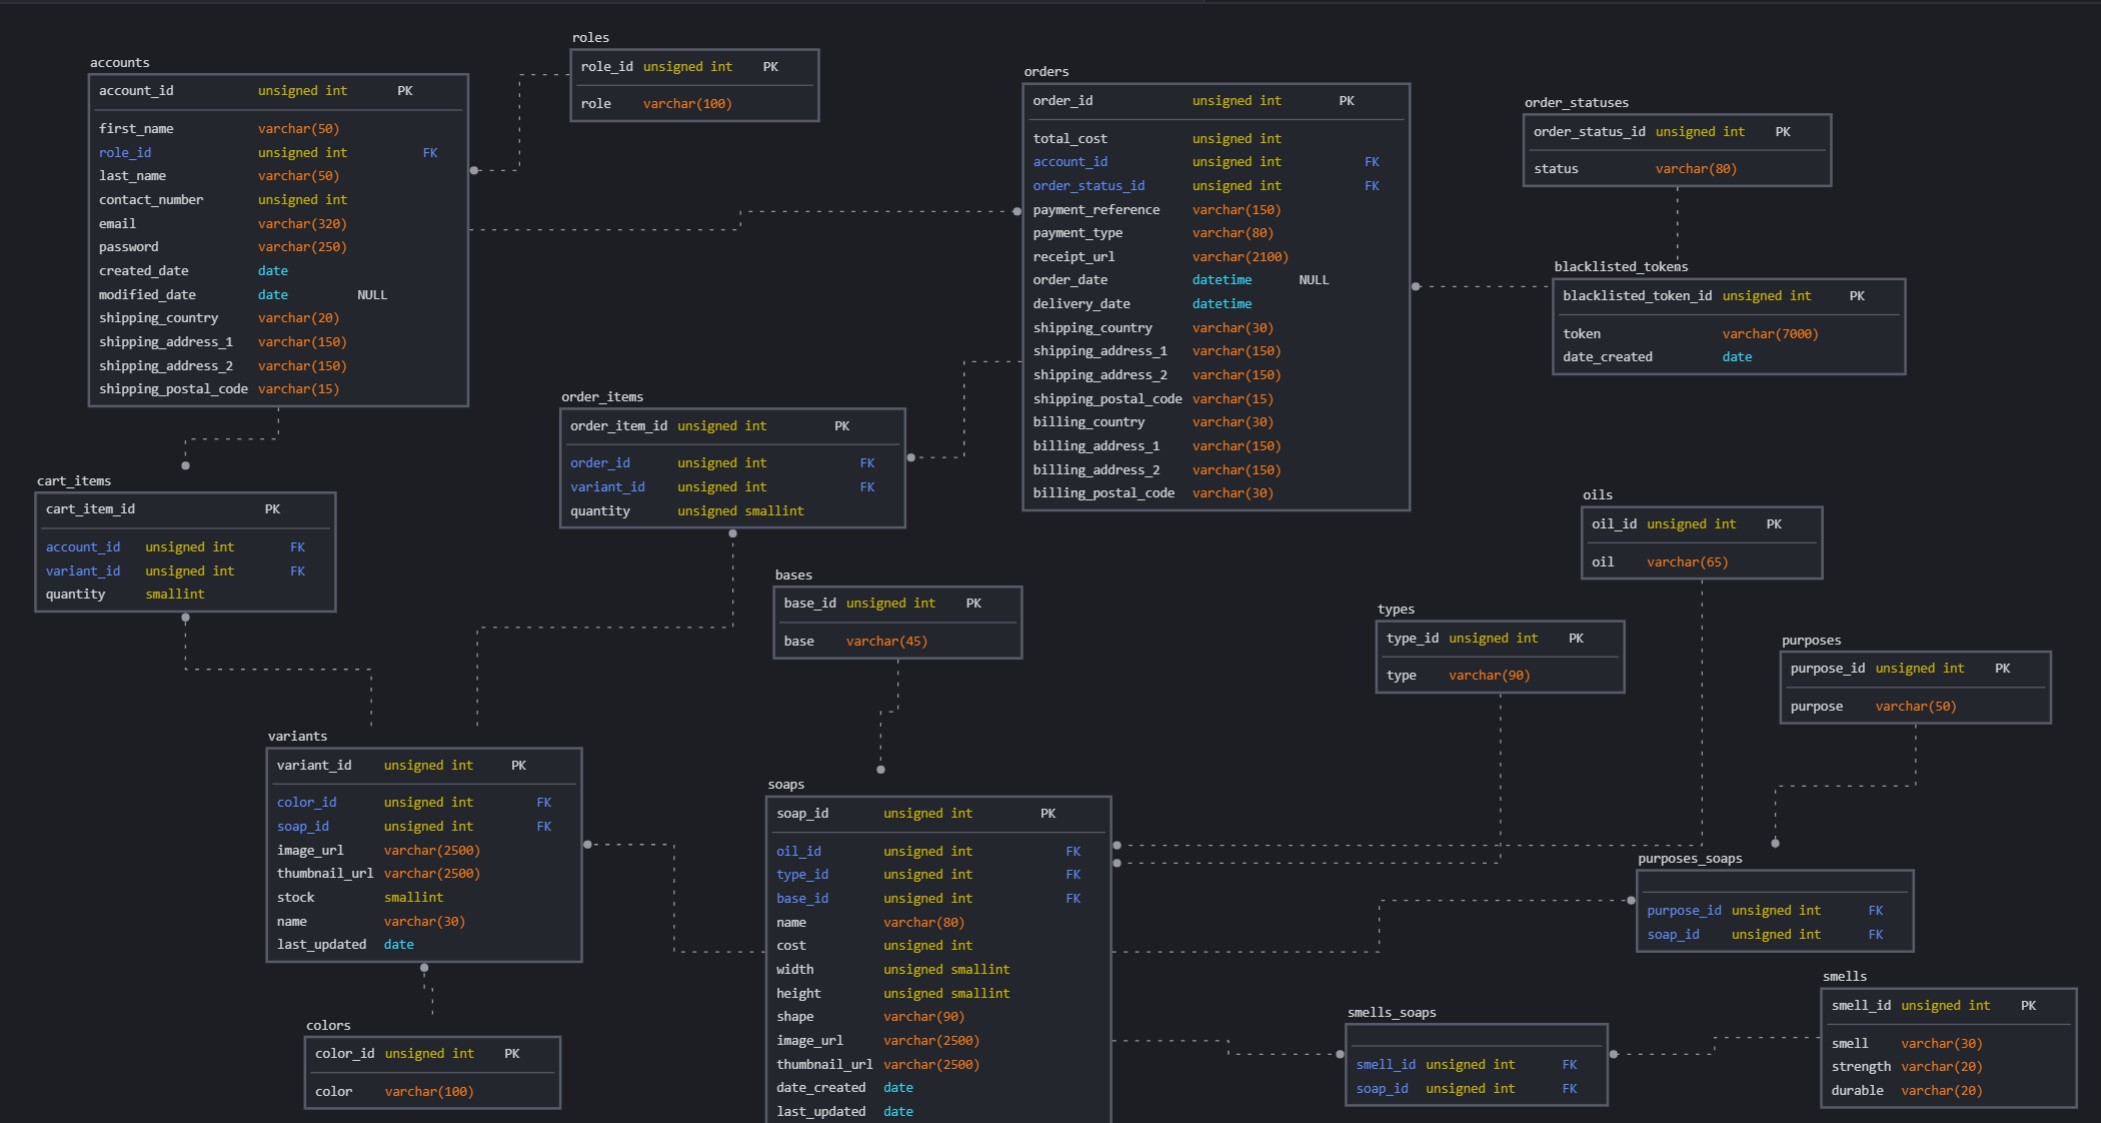 accounts
account_id unsigned int PK
first_name varchar(50)
role_id unsigned int FK
last_name varchar(50)
contact_number unsigned int
email varchar(320)
password varchar(250)
created_date date
modified_date date NULL
shipping_country varchar(20)
shipping_address_1 varchar(150)
shipping_address_2 varchar(150)
shipping_postal_code varchar(15)
roles
role_id unsigned int PK
role varchar(100)
orders
order_id unsigned int PK
total_cost unsigned int
account_id unsigned int FK
order_status_id unsigned int FK
payment_reference varchar(150)
payment_type varchar(80)
receipt_url varchar(2100)
order_date datetime NULL
delivery_date datetime
shipping_country varchar(30)
shipping_address_1 varchar(150)
shipping_address_2 varchar(150)
shipping_postal_code varchar(15)
billing_country varchar(30)
billing_address_1 varchar(150)
billing_address_2 varchar(150)
billing_postal_code varchar(30)
order_statuses
order_status_id unsigned int PK
status varchar(80)
blacklisted_tokens
blacklisted_token_id unsigned int PK
token varchar(7000)
date_created date
order_items
order_item_id unsigned int PK
order_id unsigned int FK
variant_id unsigned int FK
quantity unsigned smallint
cart_items
cart_item_id PK
account_id unsigned int FK
variant_id unsigned int FK
quantity smallint
bases
base_id unsigned int PK
base varchar(45)
oils
oil_id unsigned int PK
oil varchar(65)
types
type_id unsigned int PK
type varchar(90)
purposes
purpose_id unsigned int PK
purpose varchar(50)
variants
variant_id unsigned int PK
color_id unsigned int FK
soap_id unsigned int FK
image_url varchar(2500)
thumbnail_url varchar(2500)
stock smallint
name varchar(30)
last_updated date
soaps
soap_id unsigned int PK
oil_id unsigned int FK
type_id unsigned int FK
base_id unsigned int FK
name varchar(80)
cost unsigned int
width unsigned smallint
height unsigned smallint
shape varchar(90)
image_url varchar(2500)
thumbnail_url varchar(2500)
date_created date
last_updated date
purposes_soaps
purpose_id unsigned int FK
soap_id unsigned int FK
smells
smell_id unsigned int PK
smell varchar(30)
strength varchar(20)
durable varchar(20)
smells_soaps
smell_id unsigned int FK
soap_id unsigned int FK
colors
color_id unsigned int PK
color varchar(100)